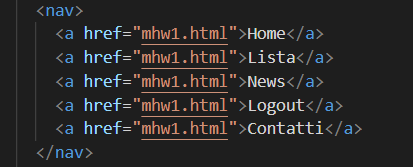 <nav>
<a href="mhw1.html">Home</a>
<a href="mhw1.html">Lista</a>
<a href="mhw1.html">News</a>
<a href="mhw1.html">Logout</a>
<a href="mhw1.html">Contatti</a>
</nav>